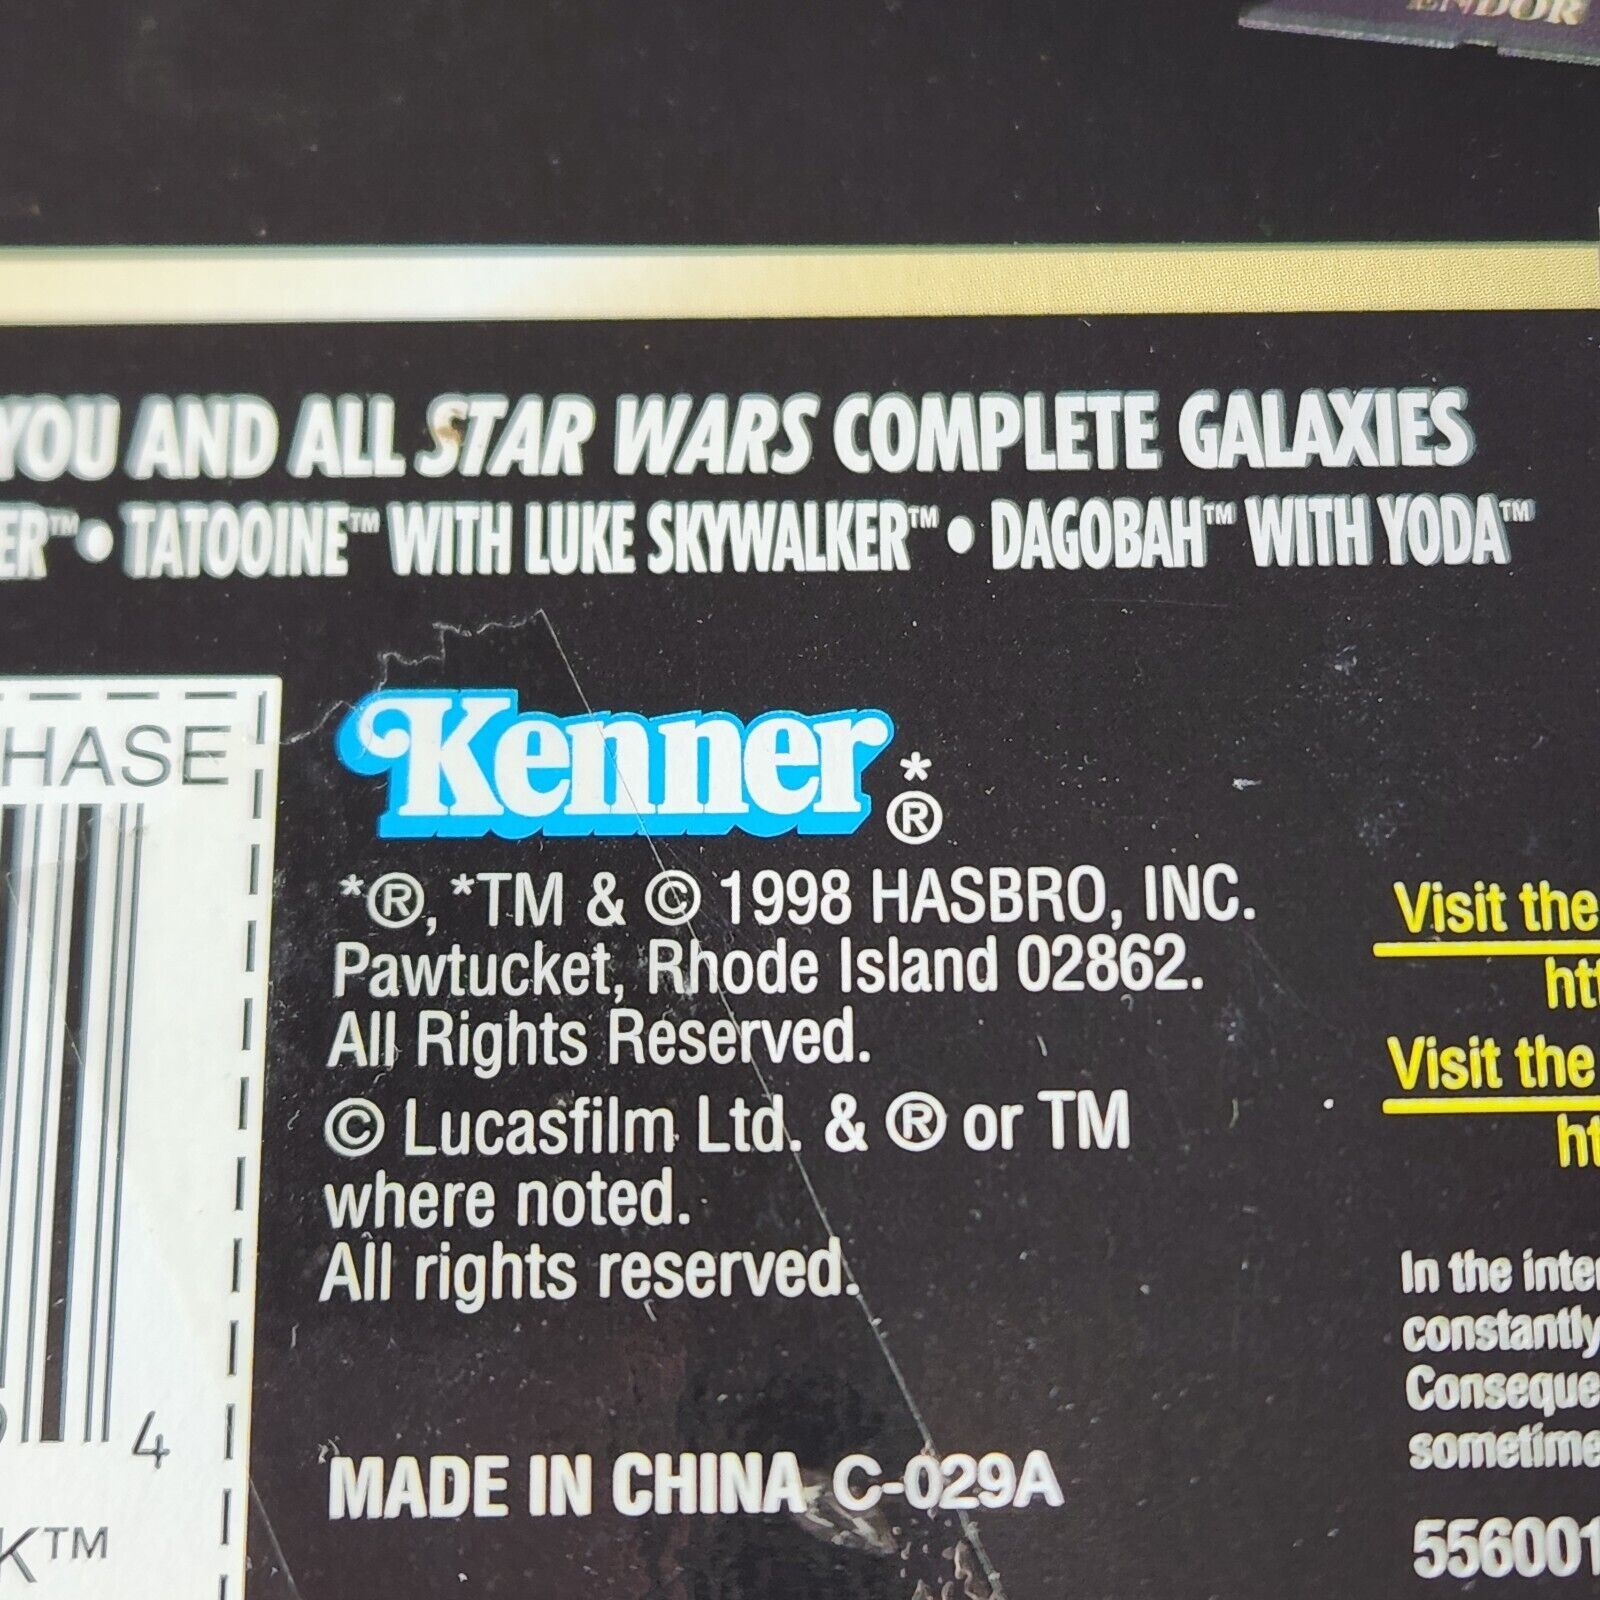 ENDOR
YOU AND ALL STAR WARS COMPLETE GALAXIES
ER™ • TATOOINE™ WITH LUKE SKYWALKER™ • DAGOBAH™ WITH YODA™
HASE
Kenner
*
®
*®, *TM & © 1998 HASBRO, INC.
Pawtucket, Rhode Island 02862.
All Rights Reserved.
© Lucasfilm Ltd. & ® or TM
where noted.
All rights reserved.
MADE IN CHINA C-029A
4
K™
Visit the
htt
Visit the
ht
In the inte
constantly
Conseque
sometime
556001